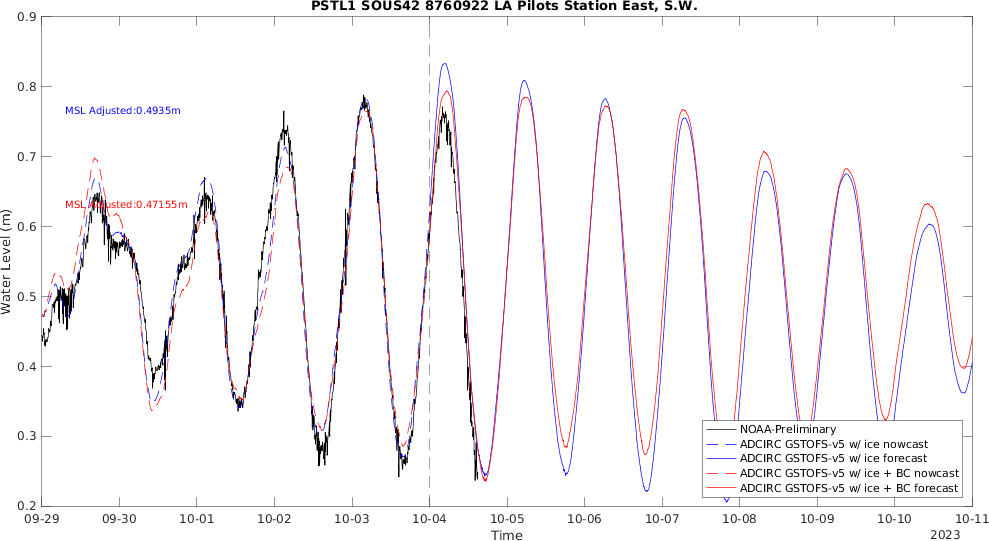 PSTL1 SOUS42 8760922 LA Pilots Station East, S.W.
0.9
0.8
0.7
0.6
0.5
0.4
0.3
0.2
Water Level (m)
MSL Adjusted:0.4935m
MSL Adjusted:0.47155m
NOAA-Preliminary
ADCIRC GSTOFS-v5 w/ ice nowcast
ADCIRC GSTOFS-v5 w/ ice forecast
ADCIRC GSTOFS-v5 w/ ice + BC nowcast
ADCIRC GSTOFS-v5 w/ ice + BC forecast
09-29 09-30 10-01 10-02 10-03 10-04 10-05 10-06 10-07 10-08 10-09 10-10 10-11
Time
2023